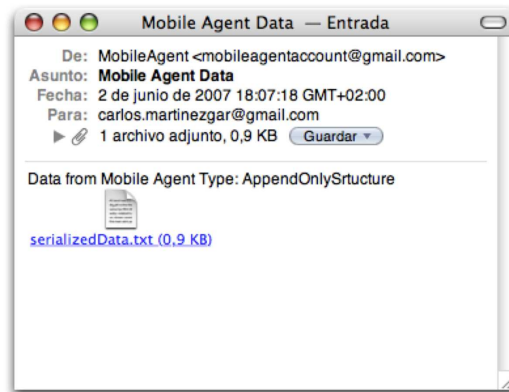 Mobile Agent Data — Entrada
De: MobileAgent <mobileagentaccount@gmail.com>
Asunto: Mobile Agent Data
Fecha: 2 de junio de 2007 18:07:18 GMT+02:00
Para: carlos.martinezgar@gmail.com
1 archivo adjunto, 0,9 KB Guardar
Data from Mobile Agent Type: AppendOnlySrtucture
serializedData.txt (0,9 KB)